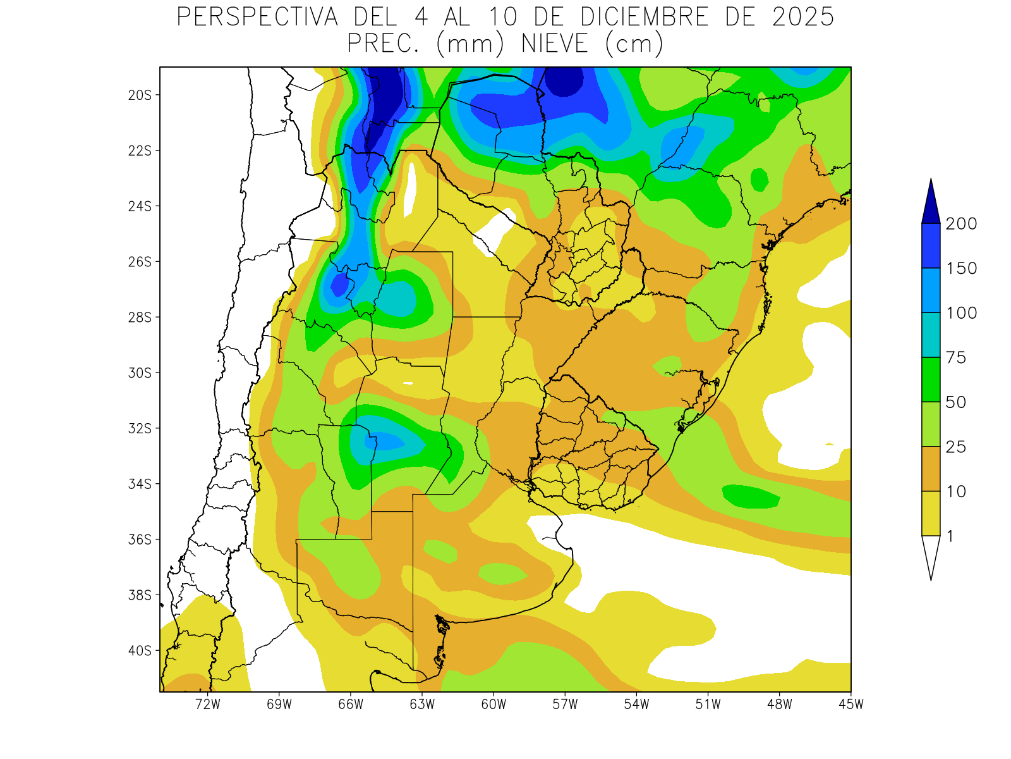 PERSPECTIVA DEL 4 AL 10 DE DICIEMBRE DE 2025
PREC. (mm) NIEVE (cm)
20S
22S
24S
26S
28S
30S
32S
34S
36S
38S
40S
72W 69W 66W 63W 60W 57W 54W 51W 48W 45W
200
150
100
75
50
25
10
1